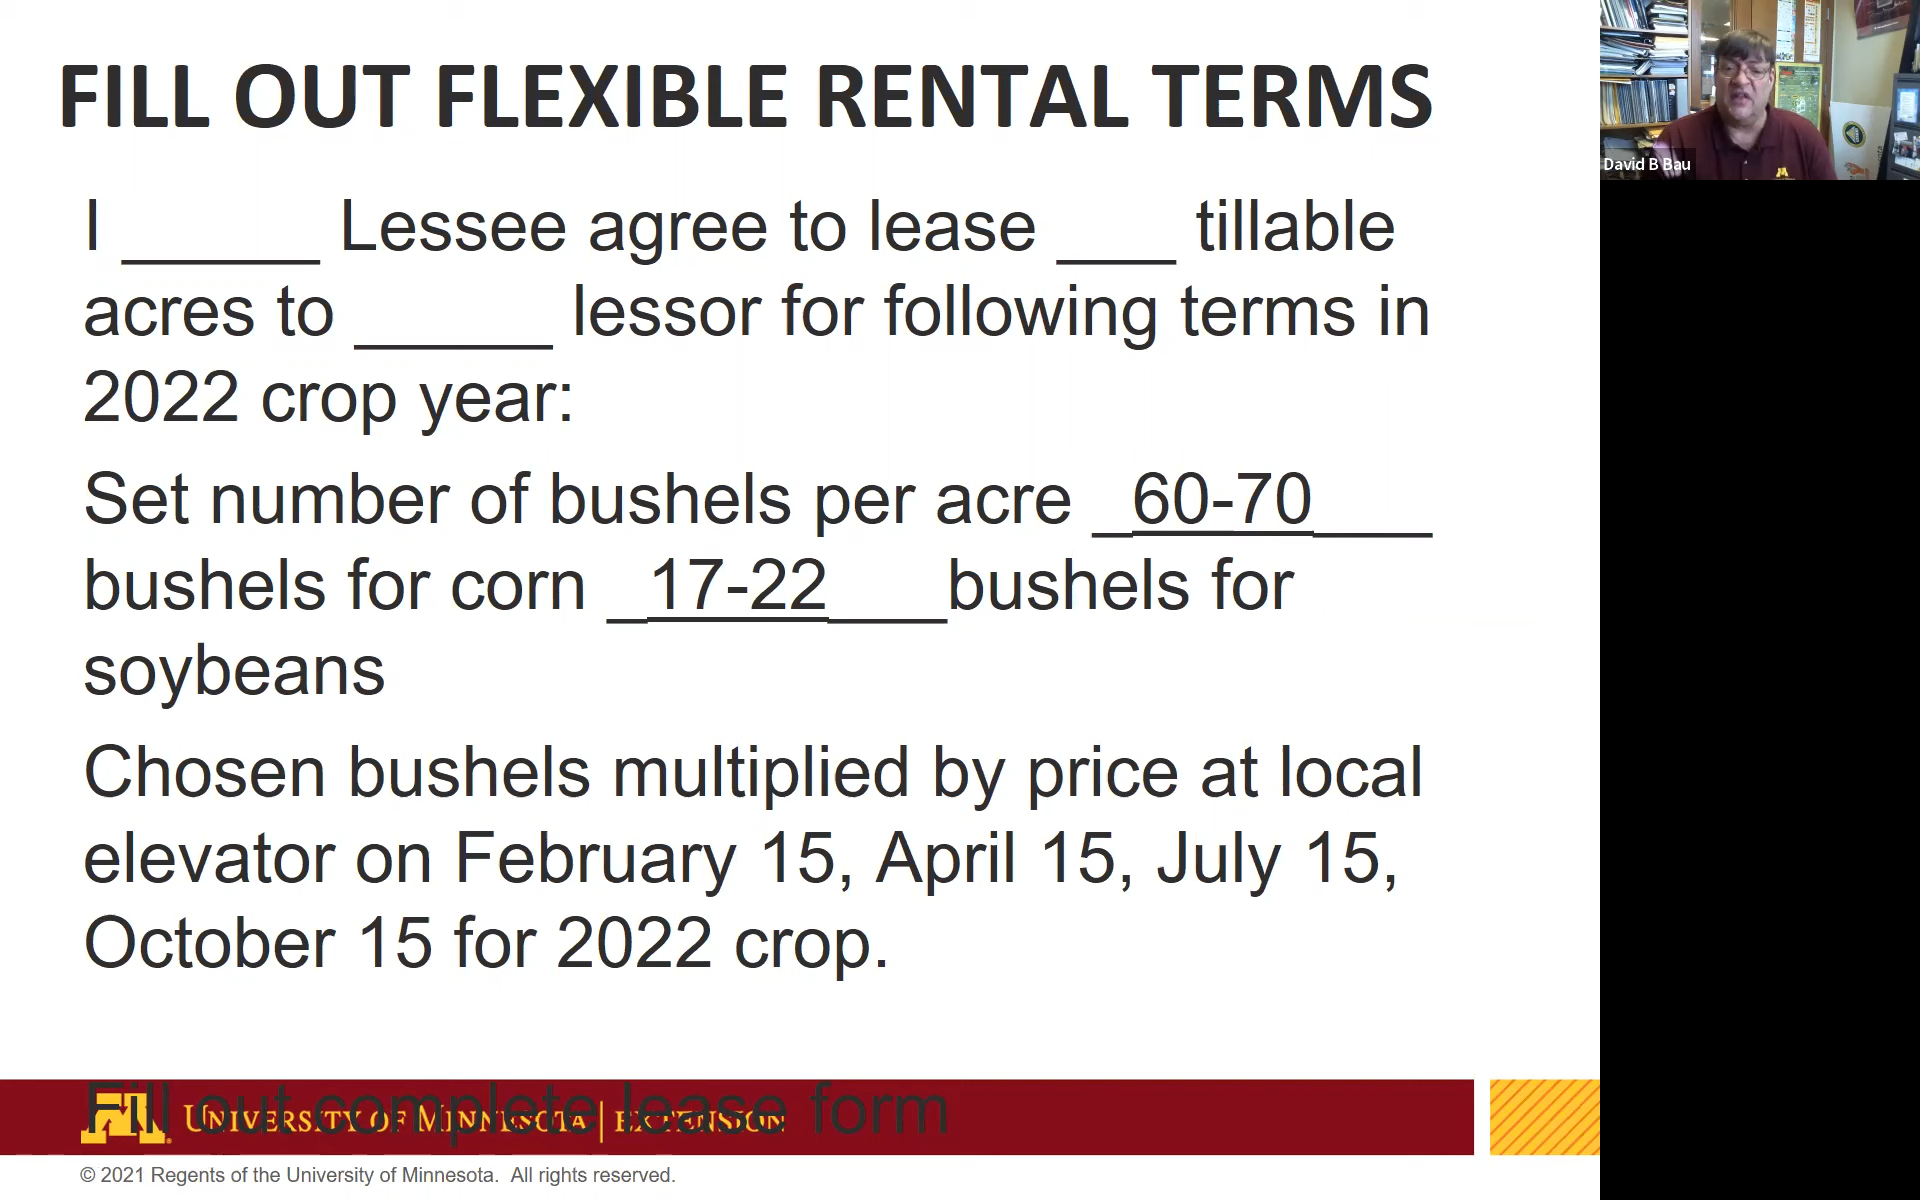 FILL OUT FLEXIBLE RENTAL TERMS
I _____ Lessee agree to lease ___ tillable
acres to _____ lessor for following terms in
2022 crop year:
Set number of bushels per acre _60-70___
bushels for corn _17-22___bushels for
soybeans
Chosen bushels multiplied by price at local
elevator on February 15, April 15, July 15,
October 15 for 2022 crop.
Fill out complete lease form
UNIVERSITY OF MINNESOTA | EXTENSION
© 2021 Regents of the University of Minnesota. All rights reserved.
David B Bau